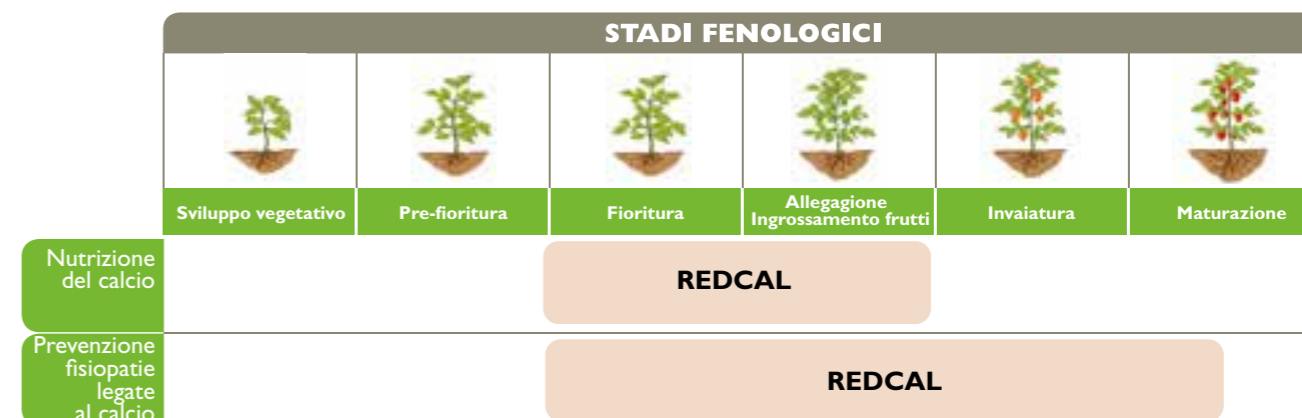 STADI FENOLOGICI
Sviluppo vegetativo
Pre-fioritura
Fioritura
Allegagione
Ingrossamento frutti
Invaiatura
Maturazione
Nutrizione
del calcio
REDCAL
Prevenzione
fisiopatie
legate
al calcio
REDCAL